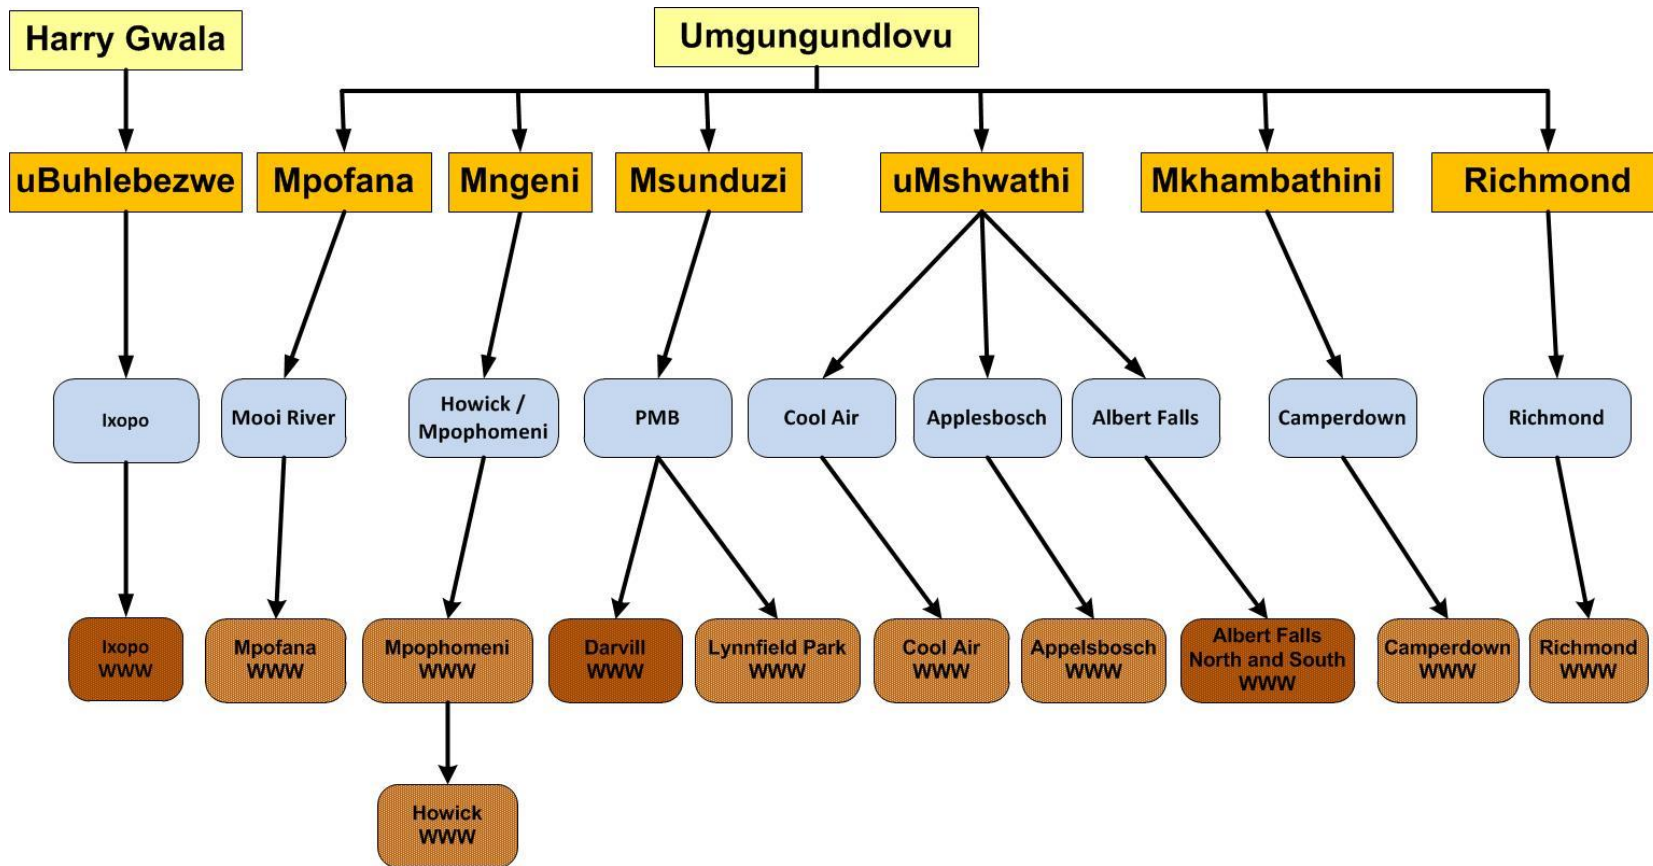 Harry Gwala
Umgungundlovu
uBuhlebezwe
Mpofana
Mngeni
Msunduzi
uMshwathi
Mkhambathini
Richmond
Ixopo
Mooi River
Howick /
Mpophomeni
PMB
Cool Air
Applesbosch
Albert Falls
Camperdown
Richmond
Ixopo
WWW
Mpofana
WWW
Mpophomeni
WWW
Darvill
WWW
Lynnfield Park
WWW
Cool Air
WWW
Appelsbosch
WWW
Albert Falls
North and South
WWW
Camperdown
WWW
Richmond
WWW
Howick
WWW